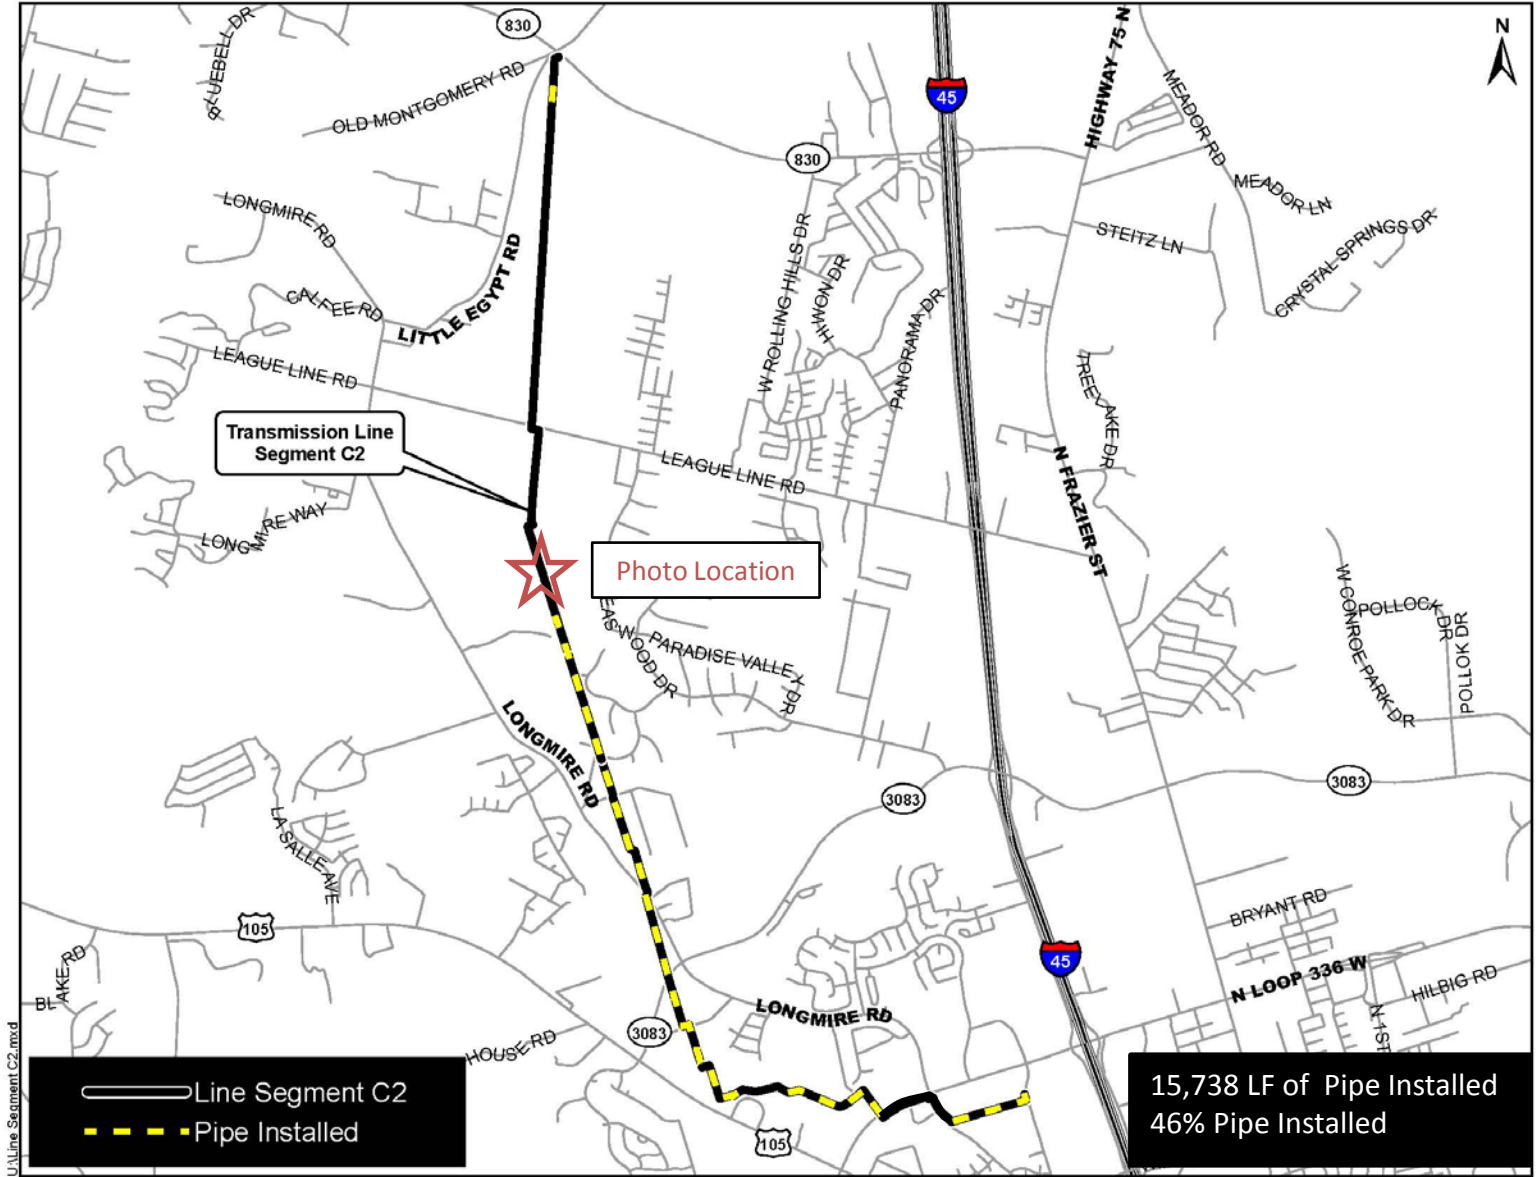 830
N
BLUEBELL DR
OLD MONTGOMERY RD
45
HIGHWAY 75 N
MEADOR RD
830
MEADOR LN
LONGMIRE RD
STEITZ LN
CRYSTAL SPRINGS DR
LITTLE EGYPT RD
W ROLLING HILLS DR
HIWON DR
PANORAMA DR
CALFEE RD
LEAGUE LINE RD
TREELAKE DR
Transmission Line
Segment C2
LEAGUE LINE RD
N FRAZIER ST
LONGMIRE WAY
Photo Location
W CONROE PARK DR
POLLOCK DR
POLLOK DR
EASWOOD DR
PARADISE VALLEY DR
LONGMIRE RD
3083
3083
LA SALLE AVE
105
BRYANT RD
45
N LOOP 336 W
HILBIG RD
BLAKE RD
LONGMIRE RD
N 1ST
3083
HOUSE RD
105
Line Segment C2
Pipe Installed
15,738 LF of Pipe Installed
46% Pipe Installed
U:\Line Segment C2.mxd